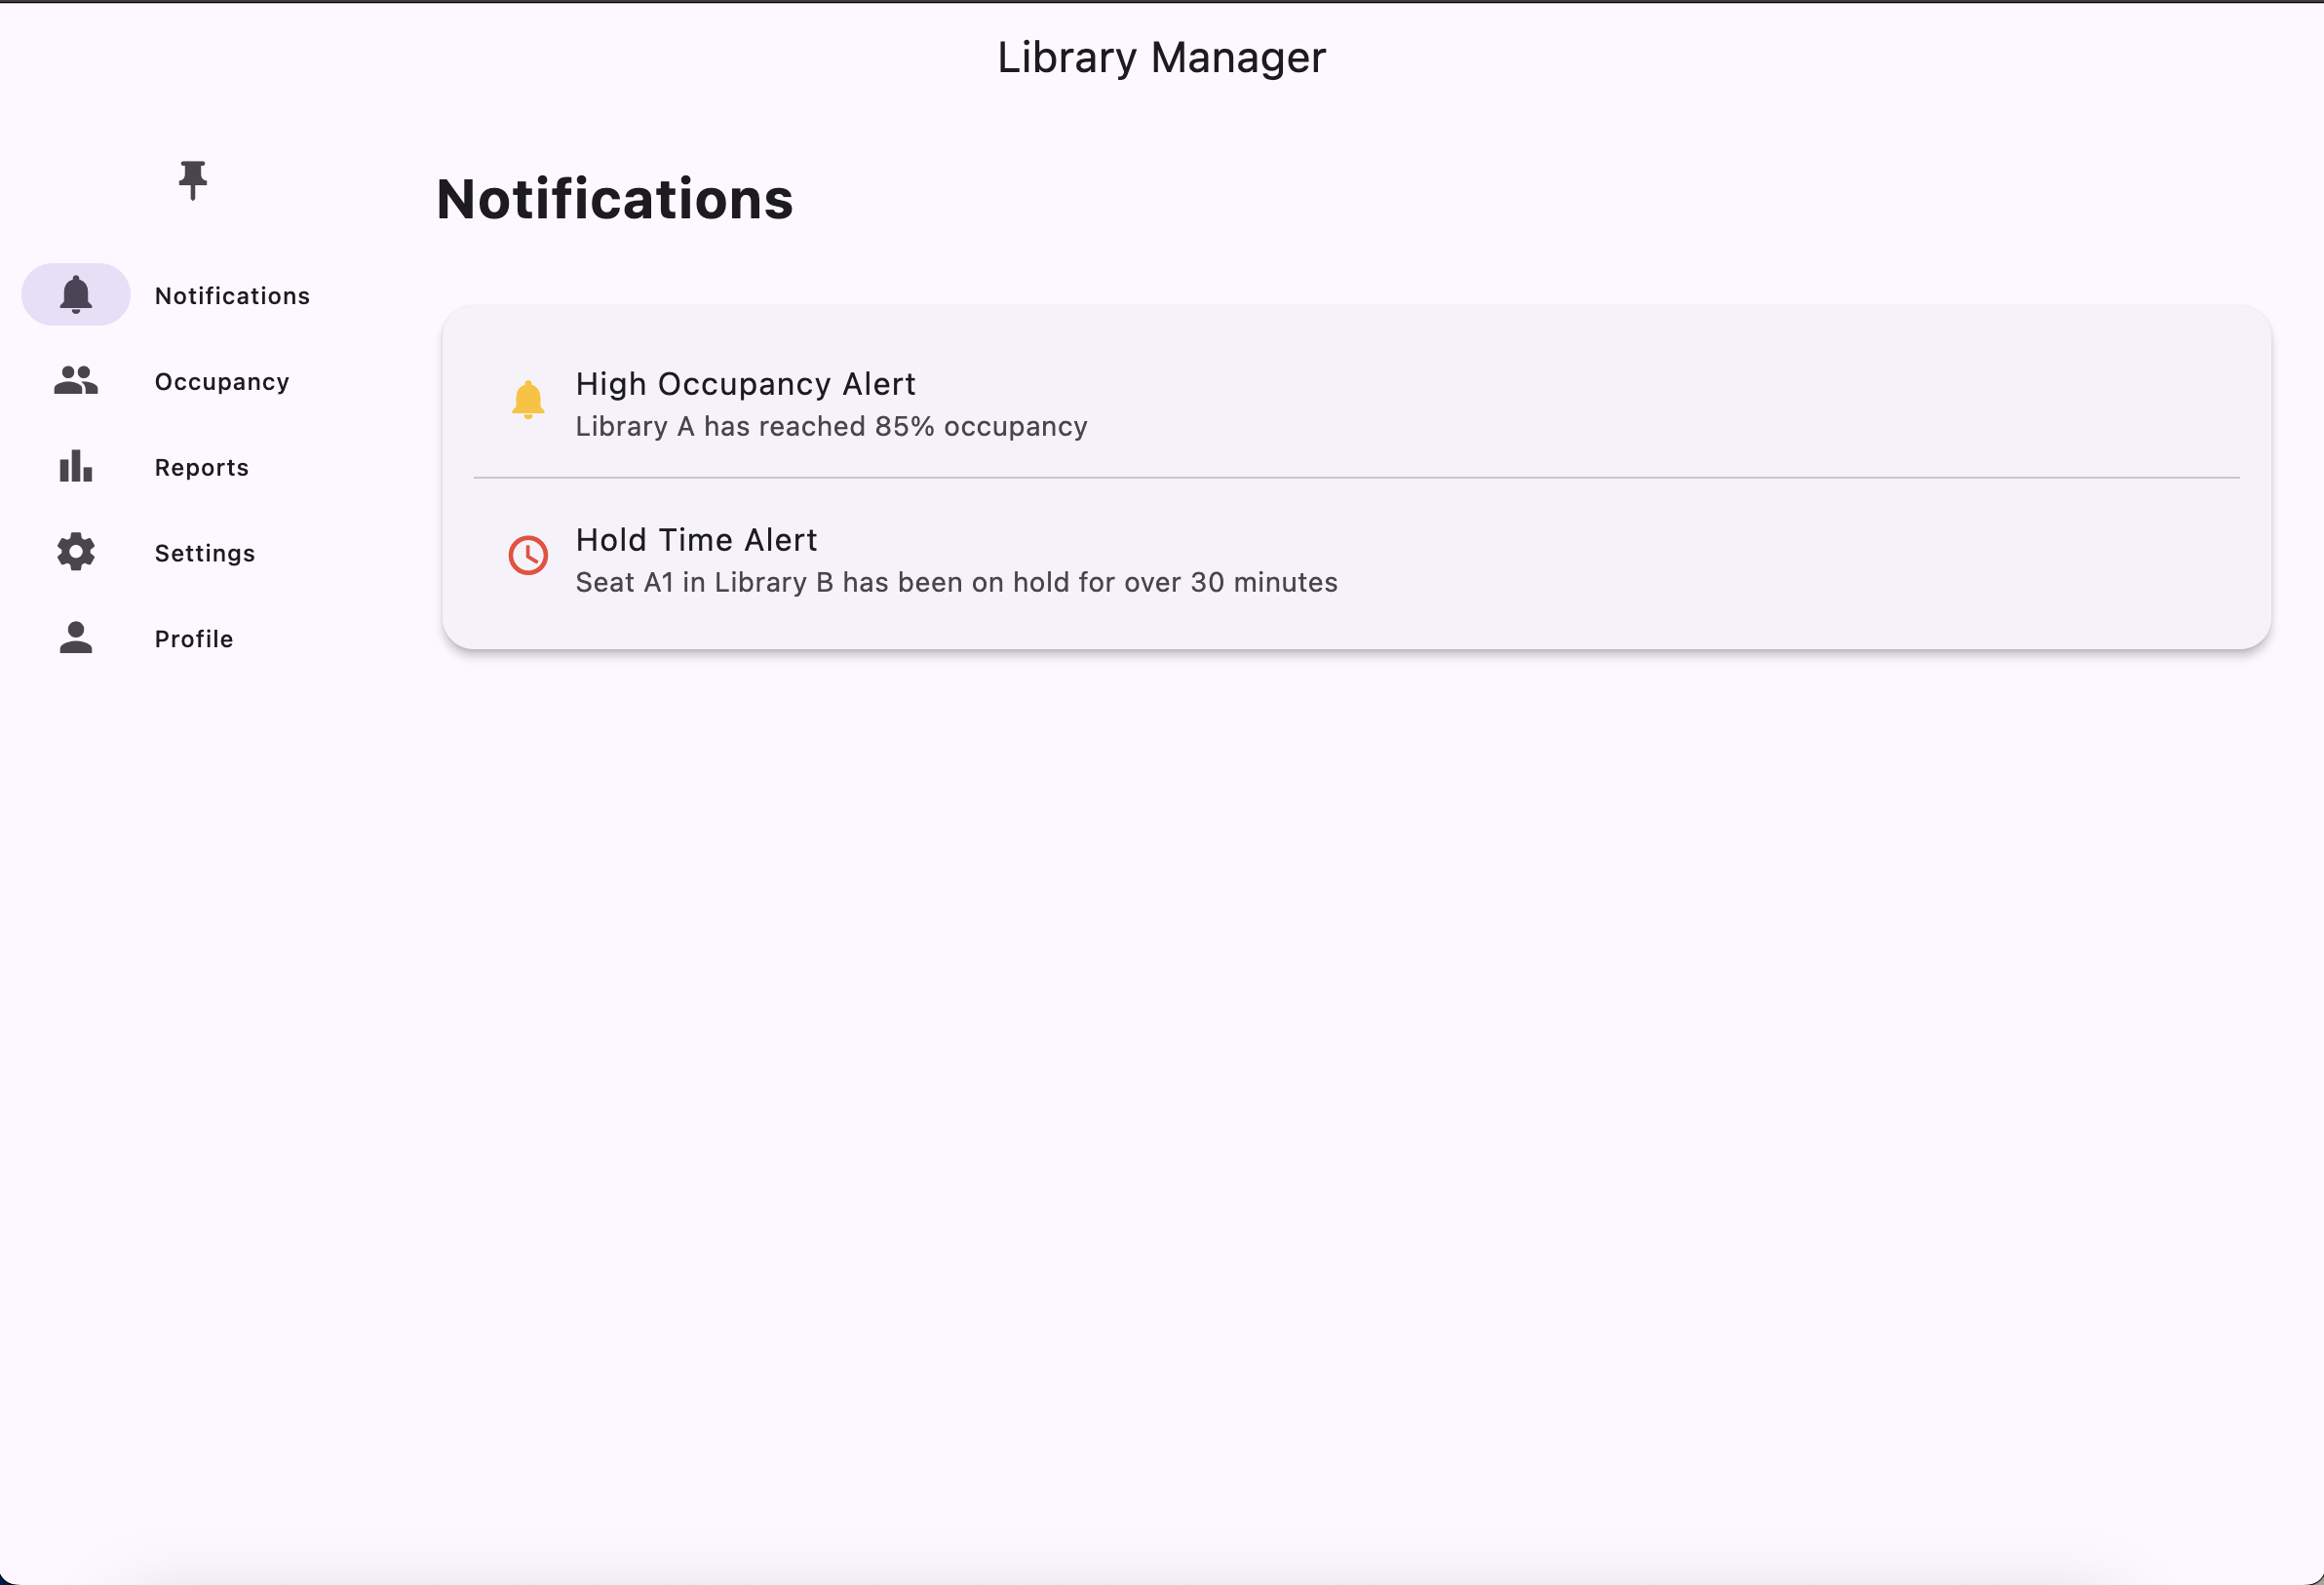 Library Manager
Notifications
Notifications
Occupancy
Reports
Settings
Profile
High Occupancy Alert
Library A has reached 85% occupancy
Hold Time Alert
Seat A1 in Library B has been on hold for over 30 minutes